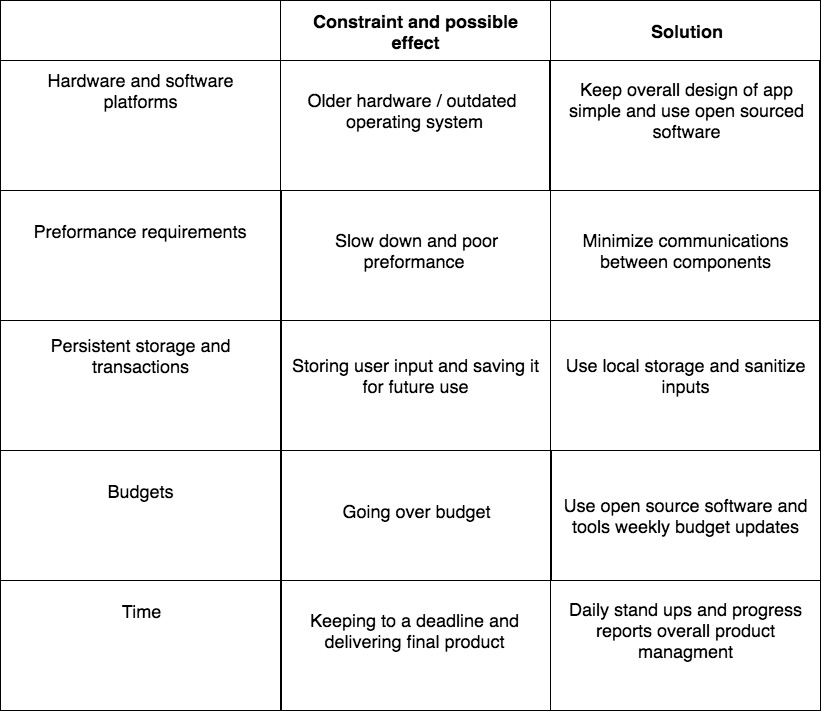 Constraint and possible
effect
Solution
Hardware and software
platforms
Older hardware / outdated
operating system
Keep overall design of app
simple and use open sourced
software
Preformance requirements
Slow down and poor
preformance
Minimize communications
between components
Persistent storage and
transactions
Storing user input and saving it
for future use
Use local storage and sanitize
inputs
Budgets
Going over budget
Use open source software and
tools weekly budget updates
Time
Keeping to a deadline and
delivering final product
Daily stand ups and progress
reports overall product
managment